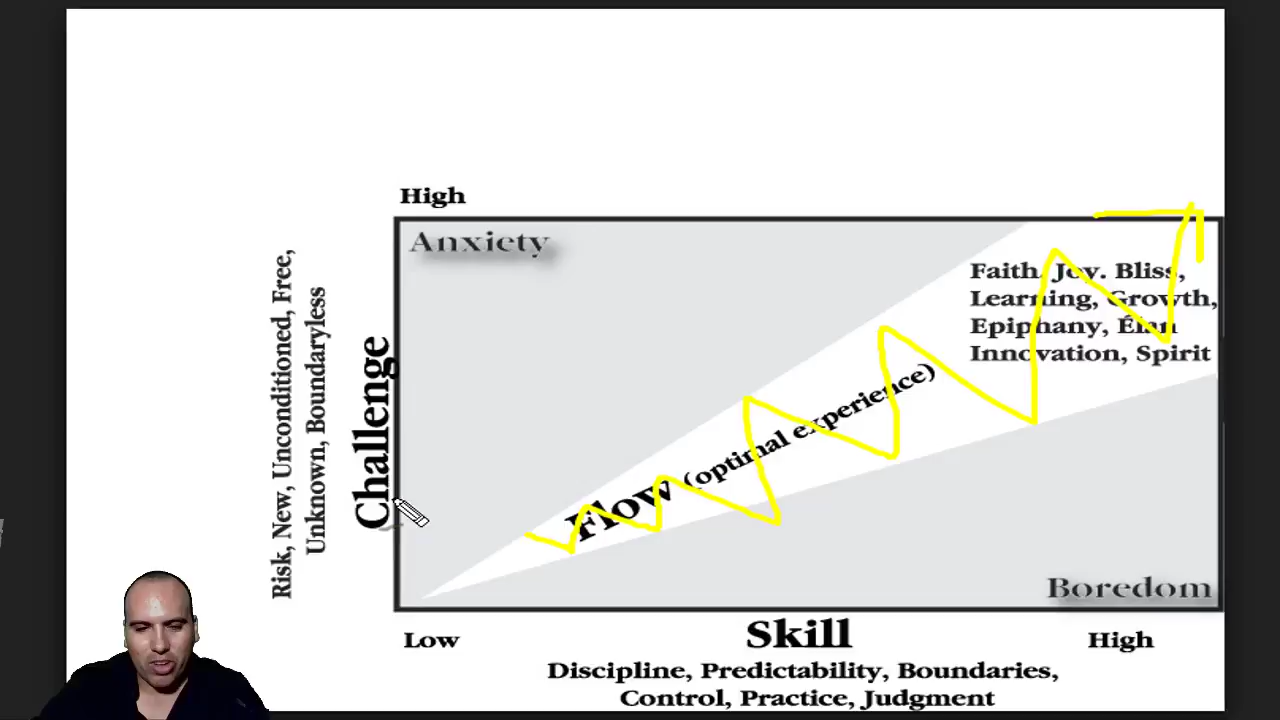 High
Anxiety
Faith, Joy. Bliss,
Learning, Growth,
Epiphany, Élan
Innovation, Spirit
Risk, New, Unconditioned, Free,
Unknown, Boundaryless
Challenge
Flow (optimal experience)
Boredom
Low
Skill
High
Discipline, Predictability, Boundaries,
Control, Practice, Judgment